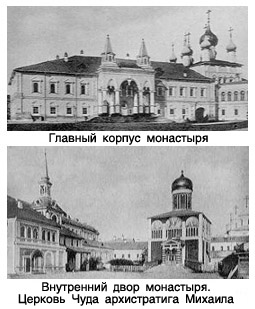 Главный корпус монастыря
Внутренний двор монастыря.
Церковь Чуда архистратига Михаила